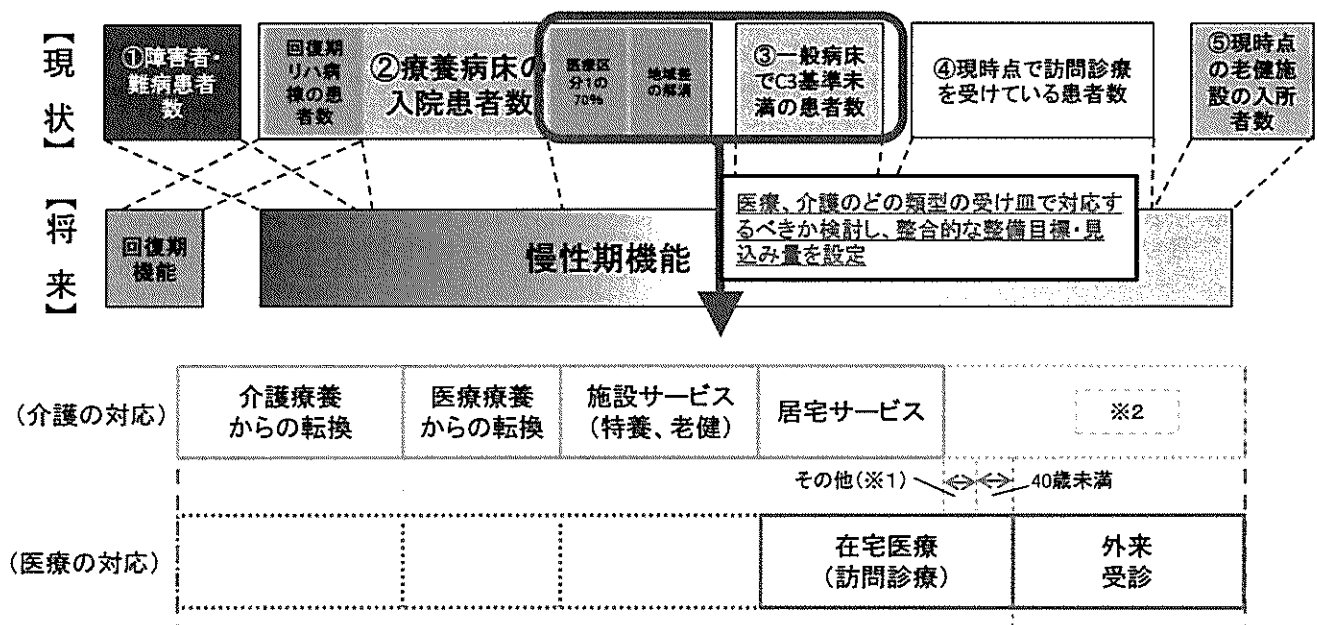 【現状】
①障害者・
難病患者
数
回復期
リハ病
棟の患
者数
②療養病床の
入院患者数
医療区
分1の
70%
地域差
の解消
③一般病床
でC3基準未
満の患者数
④現時点で訪問診療
を受けている患者数
⑤現時点
の老健施
設の入所
者数
【将来】
回復期
機能
慢性期機能
医療、介護のどの類型の受け皿で対応す
るべきか検討し、整合的な整備目標・見
込み量を設定
(介護の対応)
介護療養
からの転換
医療療養
からの転換
施設サービス
(特養、老健)
居宅サービス
※2
その他(※1)
40歳未満
(医療の対応)
在宅医療
(訪問診療)
外来
受診